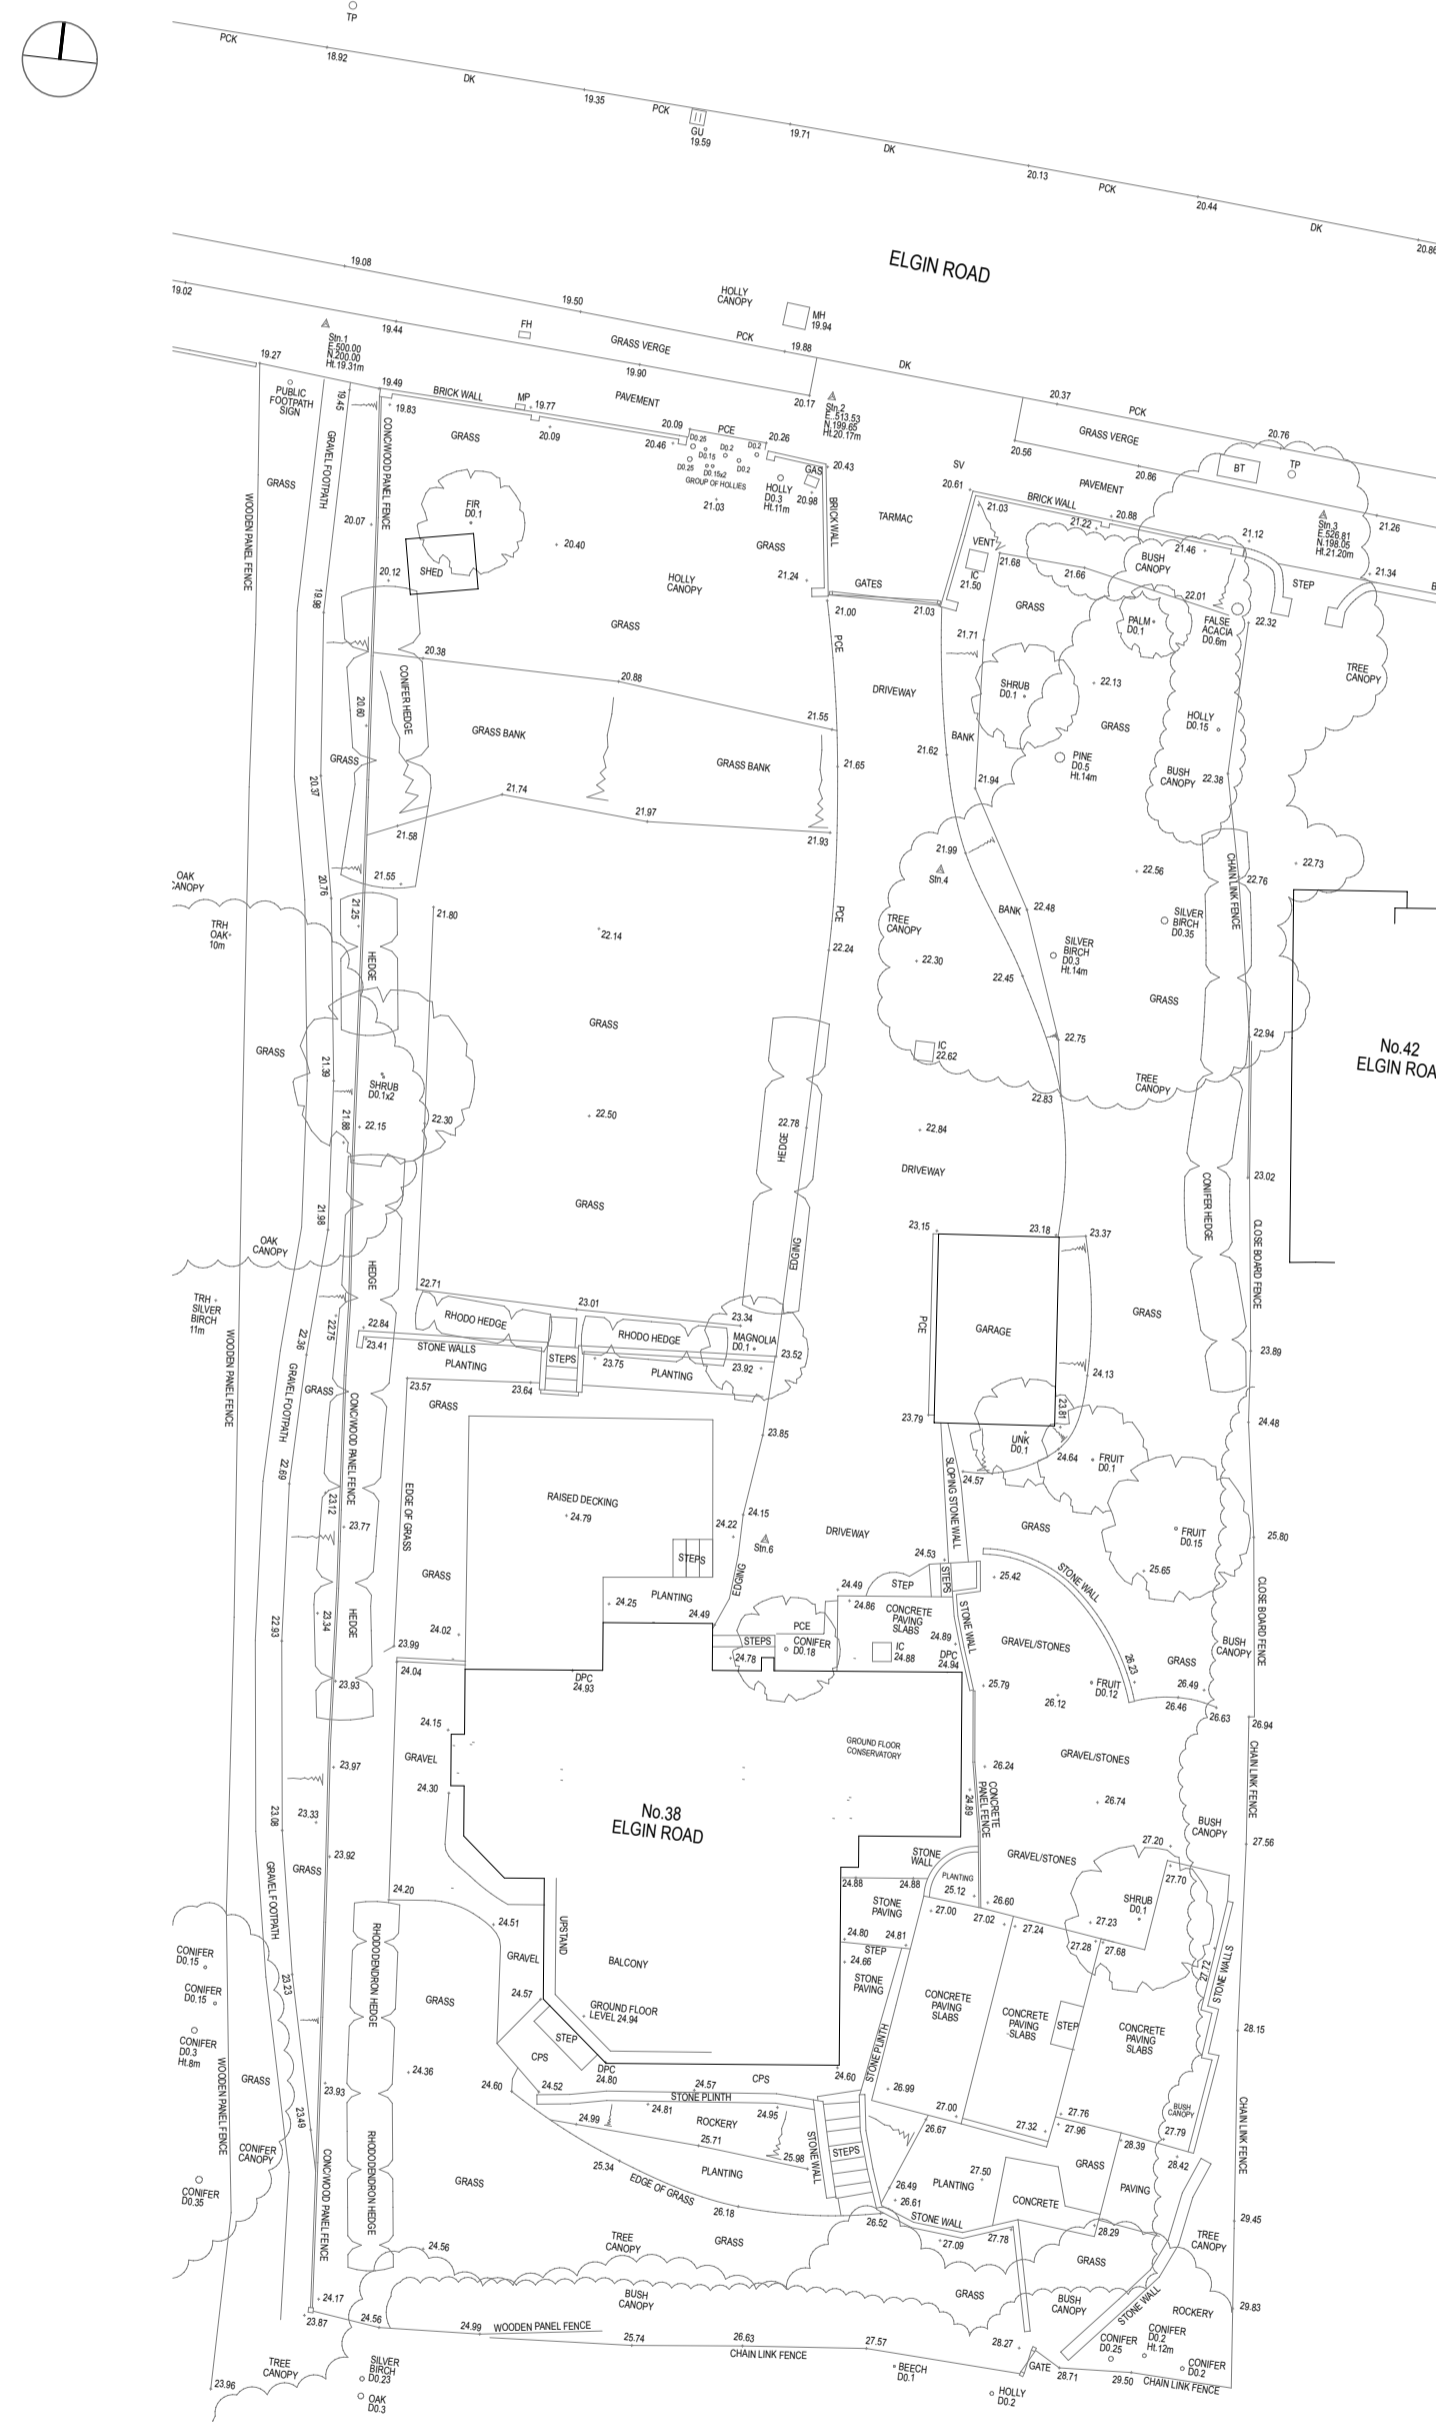 TP
PCK
18.92
DK
19.35
PCK
GU
19.59
19.71
DK
20.13
PCK
20.44
DK
20.86
ELGIN ROAD
19.08
19.02
19.50
HOLLY
CANOPY
MH
19.94
19.44
FH
GRASS VERGE
PCK
19.88
DK
Stn.1
E.500.00
N.200.00
Ht.19.31m
19.27
19.90
20.17
Stn.2
E..513.53
N.199.65
Ht.20.17m
20.37
PCK
PUBLIC
FOOTPATH
SIGN
19.45
19.49
BRICK WALL
MP
19.77
PAVEMENT
19.83
20.09
20.46
20.09
PCE
20.26
20.43
GRASS VERGE
20.76
20.56
BT
TP
GRAVEL FOOTPATH
CONC/WOOD PANEL FENCE
GRASS
D0.25
D0.2
D0.2
D0.15
D0.25
D0.2
D0.15x2
GROUP OF HOLLIES
21.03
HOLLY
D0.3
Ht.11m
GAS
20.98
BRICK WALL
TARMAC
SV
20.61
20.86
PAVEMENT
BRICK WALL
21.03
21.22
20.88
21.12
Stn.3
E.526.81
N.198.05
Ht.21.20m
21.26
WOODEN PANEL FENCE
GRASS
FIR
D0.1
20.07
20.40
GRASS
VENT
IC
21.50
21.68
21.66
21.46
BUSH
CANOPY
22.01
STEP
21.34
B
20.12
SHED
HOLLY
CANOPY
21.24
GATES
21.00
21.03
GRASS
PALM
D0.1
FALSE
ACACIA
D0.6m
22.32
19.98
GRASS
PCE
21.71
20.38
20.88
CONIFER HEDGE
DRIVEWAY
SHRUB
D0.1
22.13
TREE
CANOPY
20.60
21.55
GRASS BANK
BANK
GRASS
HOLLY
D0.15
GRASS
GRASS BANK
21.65
21.62
PINE
D0.5
Ht.14m
BUSH
CANOPY
22.38
20.37
21.74
21.94
21.58
21.97
21.93
21.99
Stn.4
22.56
CHAIN LINK FENCE
22.73
OAK
CANOPY
20.76
21.55
22.76
21.25
21.80
PCE
BANK
22.48
SILVER
BIRCH
D0.35
TRH
OAK
10m
22.14
TREE
CANOPY
HEDGE
22.24
22.30
SILVER
BIRCH
D0.3
Ht.14m
22.45
GRASS
GRASS
GRASS
22.94
22.75
No.42
ELGIN ROA
IC
22.62
21.39
SHRUB
D0.1x2
TREE
CANOPY
21.88
22.15
22.30
22.50
22.78
22.83
22.84
HEDGE
DRIVEWAY
23.02
CONIFER HEDGE
21.98
GRASS
OAK
CANOPY
EDGING
23.15
23.18
23.37
HEDGE
CLOSE BOARD FENCE
22.71
TRH
SILVER
BIRCH
11m
22.75
22.84
RHODO HEDGE
23.01
23.34
RHODO HEDGE
MAGNOLIA
D0.1
PCE
GARAGE
GRASS
22.36
23.41
STONE WALLS
23.52
23.89
WOODEN PANEL FENCE
GRAVEL FOOTPATH
PLANTING
STEPS
23.75
23.92
24.13
GRASS
CONC/WOOD PANEL FENCE
23.57
23.64
PLANTING
GRASS
23.79
23.81
24.48
23.85
UNK
D0.1
24.64
FRUIT
D0.1
22.69
24.57
SLOPING STONE WALL
23.12
EDGE OF GRASS
RAISED DECKING
24.79
24.15
23.77
24.22
Stn.6
DRIVEWAY
GRASS
FRUIT
D0.15
25.80
STEPS
24.53
GRASS
STEP
STEPS
25.42
25.65
STONE WALL
CLOSE BOARD FENCE
22.93
23.34
HEDGE
PLANTING
24.25
24.49
EDGING
24.49
24.86
CONCRETE
PAVING
SLABS
STONE WALL
24.02
23.99
PCE
STEPS
CONIFER
D0.18
24.78
IC
24.88
24.89
DPC
24.94
GRAVEL/STONES
BUSH
CANOPY
24.04
26.23
GRASS
DPC
24.93
23.93
25.79
26.12
FRUIT
D0.12
26.49
26.46
26.63
26.94
24.15
GROUND FLOOR
CONSERVATORY
GRAVEL
23.97
GRAVEL/STONES
CHAIN LINK FENCE
24.30
26.24
23.08
23.33
24.89
CONCRETE
PANEL FENCE
26.74
No.38
ELGIN ROAD
BUSH
CANOPY
27.20
27.56
23.92
GRASS
STONE
WALL
GRAVEL/STONES
GRAVEL FOOTPATH
PLANTING
27.70
24.20
24.88
24.88
25.12
26.60
SHRUB
D0.1
24.51
UPSTAND
STONE
PAVING
27.00
27.02
27.24
27.23
RHODODENDRON HEDGE
24.80
24.81
27.28
27.68
CONIFER
D0.15
GRAVEL
STEP
24.66
27.72
STONE WALLS
BALCONY
STONE
PAVING
23.23
CONIFER
D0.15
GRASS
24.57
GROUND FLOOR
LEVEL 24.94
CONCRETE
PAVING
SLABS
CONCRETE
PAVING
SLABS
STEP
CONCRETE
PAVING
SLABS
28.15
CONIFER
D0.3
Ht.8m
STEP
STONE PLINTH
CPS
WOODEN PANEL FENCE
GRASS
24.36
DPC
24.80
24.60
23.93
24.60
24.52
24.57
CPS
26.99
STONE PLINTH
23.49
24.81
24.95
27.00
27.32
27.76
27.96
BUSH
CANOPY
24.99
ROCKERY
26.67
27.79
25.71
STONE WALL
STEPS
28.39
CONIFER
CANOPY
28.42
CHAIN LINK FENCE
CONIFER
D0.35
CONC/WOOD PANEL FENCE
RHODODENDRON HEDGE
25.34
25.98
GRASS
EDGE OF GRASS
PLANTING
26.49
27.50
PLANTING
GRASS
PAVING
26.61
CONCRETE
26.18
26.52
STONE WALL
29.45
28.29
TREE
CANOPY
24.56
TREE
CANOPY
GRASS
27.09
27.78
GRASS
BUSH
CANOPY
GRASS
BUSH
CANOPY
STONE WALL
ROCKERY
29.83
24.17
23.87
24.56
24.99
WOODEN PANEL FENCE
25.74
26.63
CHAIN LINK FENCE
27.57
28.27
CONIFER
D0.2
Ht.12m
CONIFER
D0.25
TREE
CANOPY
SILVER
BIRCH
D0.23
BEECH
D0.1
GATE
28.71
29.50
CONIFER
D0.2
CHAIN LINK FENCE
23.96
OAK
D0.3
HOLLY
D0.2